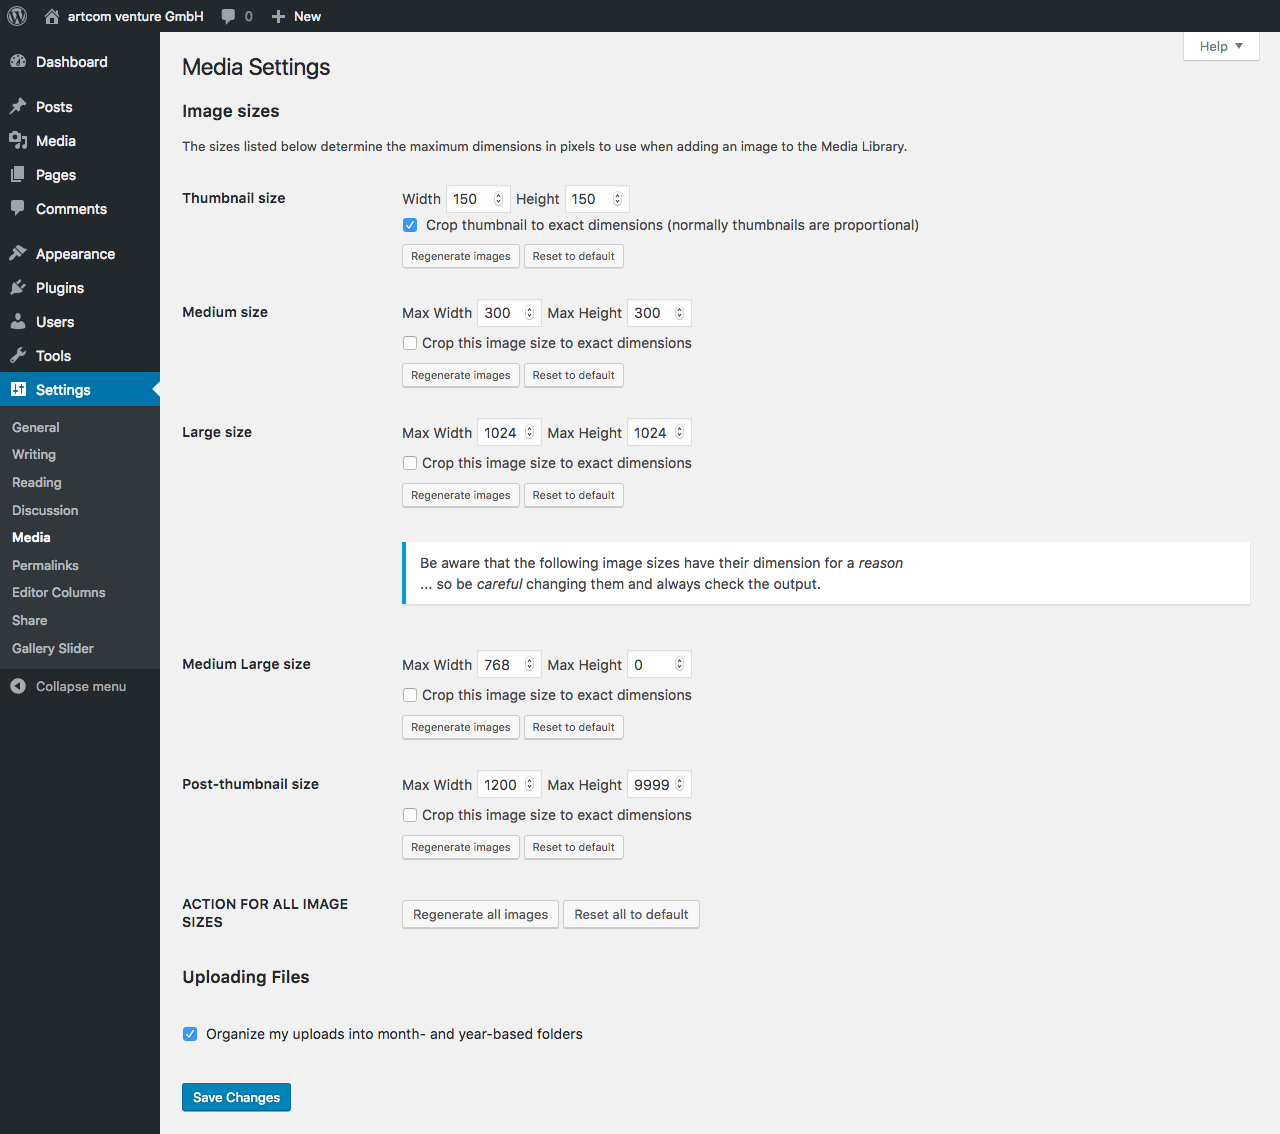 artcom venture GmbH 0 New
Help
Dashboard
Posts
Media
Pages
Comments
Appearance
Plugins
Users
Tools
Settings
General
Writing
Reading
Discussion
Media
Permalinks
Editor Columns
Share
Gallery Slider
Collapse menu
Media Settings
Image sizes
The sizes listed below determine the maximum dimensions in pixels to use when adding an image to the Media Library.
Thumbnail size
Width 150 Height 150
Crop thumbnail to exact dimensions (normally thumbnails are proportional)
Regenerate images Reset to default
Medium size
Max Width 300 Max Height 300
Crop this image size to exact dimensions
Regenerate images Reset to default
Large size
Max Width 1024 Max Height 1024
Crop this image size to exact dimensions
Regenerate images Reset to default
Be aware that the following image sizes have their dimension for a reason
... so be careful changing them and always check the output.
Medium Large size
Max Width 768 Max Height 0
Crop this image size to exact dimensions
Regenerate images Reset to default
Post-thumbnail size
Max Width 1200 Max Height 9999
Crop this image size to exact dimensions
Regenerate images Reset to default
ACTION FOR ALL IMAGE
SIZES
Regenerate all images Reset all to default
Uploading Files
Organize my uploads into month- and year-based folders
Save Changes